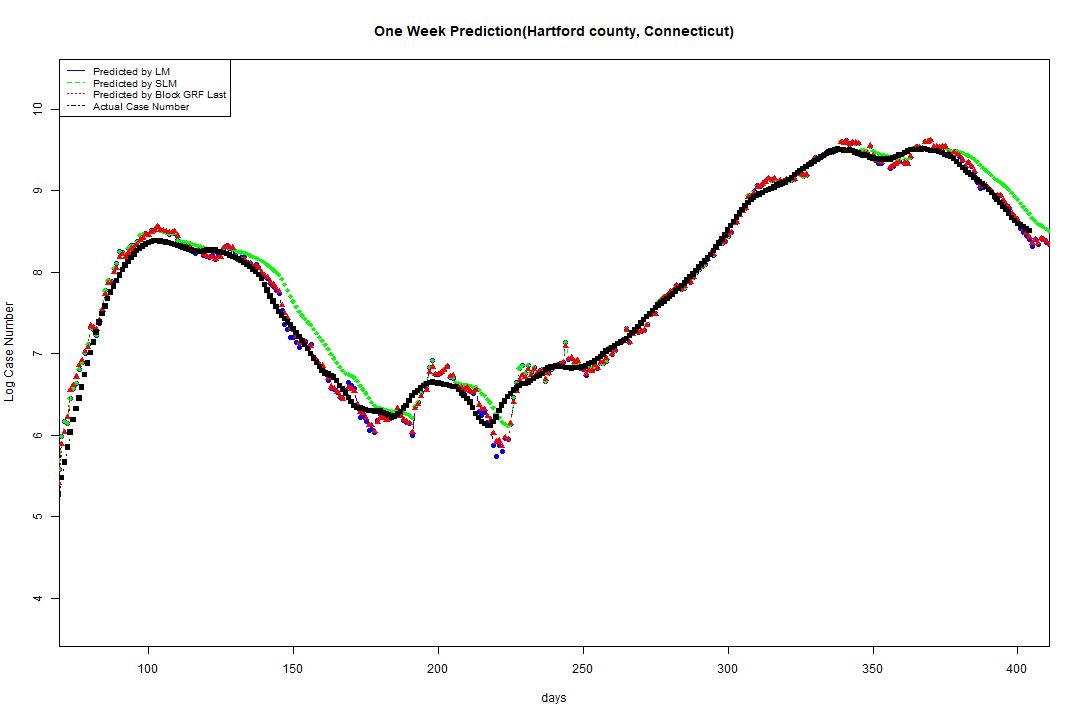 One Week Prediction(Hartford county, Connecticut)
Predicted by LM
Predicted by SLM
Predicted by Block GRF Last
Actual Case Number
10
9
8
7
6
5
4
Log Case Number
100 150 200 250 300 350 400
days